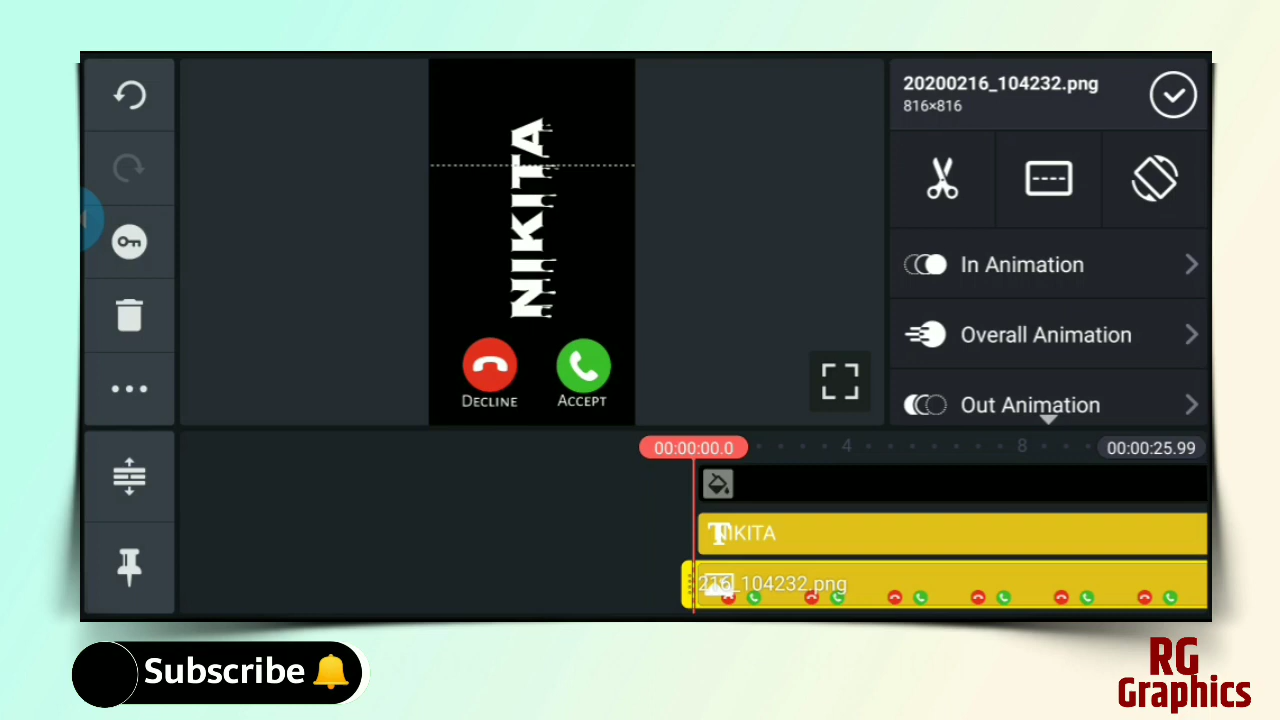 20200216_104232.png
816×816
NIKITA
DECLINE
ACCEPT
In Animation
Overall Animation
Out Animation
00:00:00.0
4
8
00:00:25.99
NIKITA
216_104232.png
Subscribe
RG
Graphics